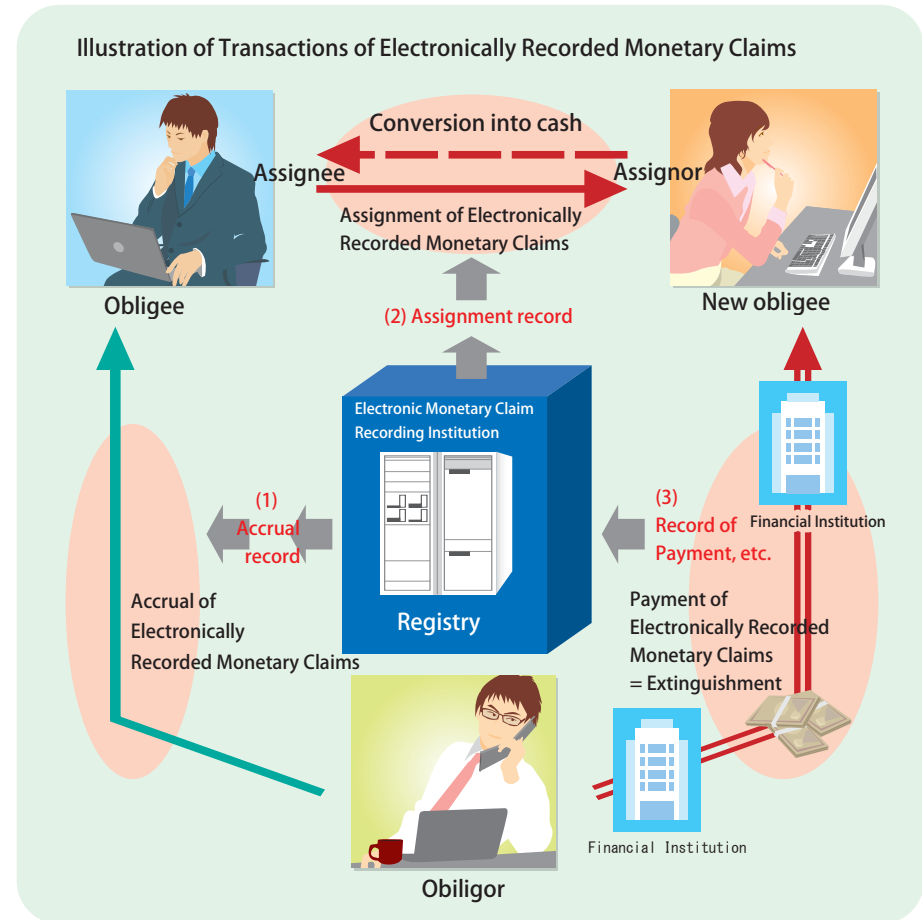 Illustration of Transactions of Electronically Recorded Monetary Claims
Conversion into cash
Assignee
Assignor
Assignment of Electronically
Recorded Monetary Claims
Obligee
New obligee
(2) Assignment record
Electronic Monetary Claim
Recording Institution
(1)
Accrual
record
(3)
Record of
Payment, etc.
Financial Institution
Accrual of
Electronically
Recorded Monetary Claims
Registry
Payment of
Electronically Recorded
Monetary Claims
= Extinguishment
Financial Institution
Obiligor